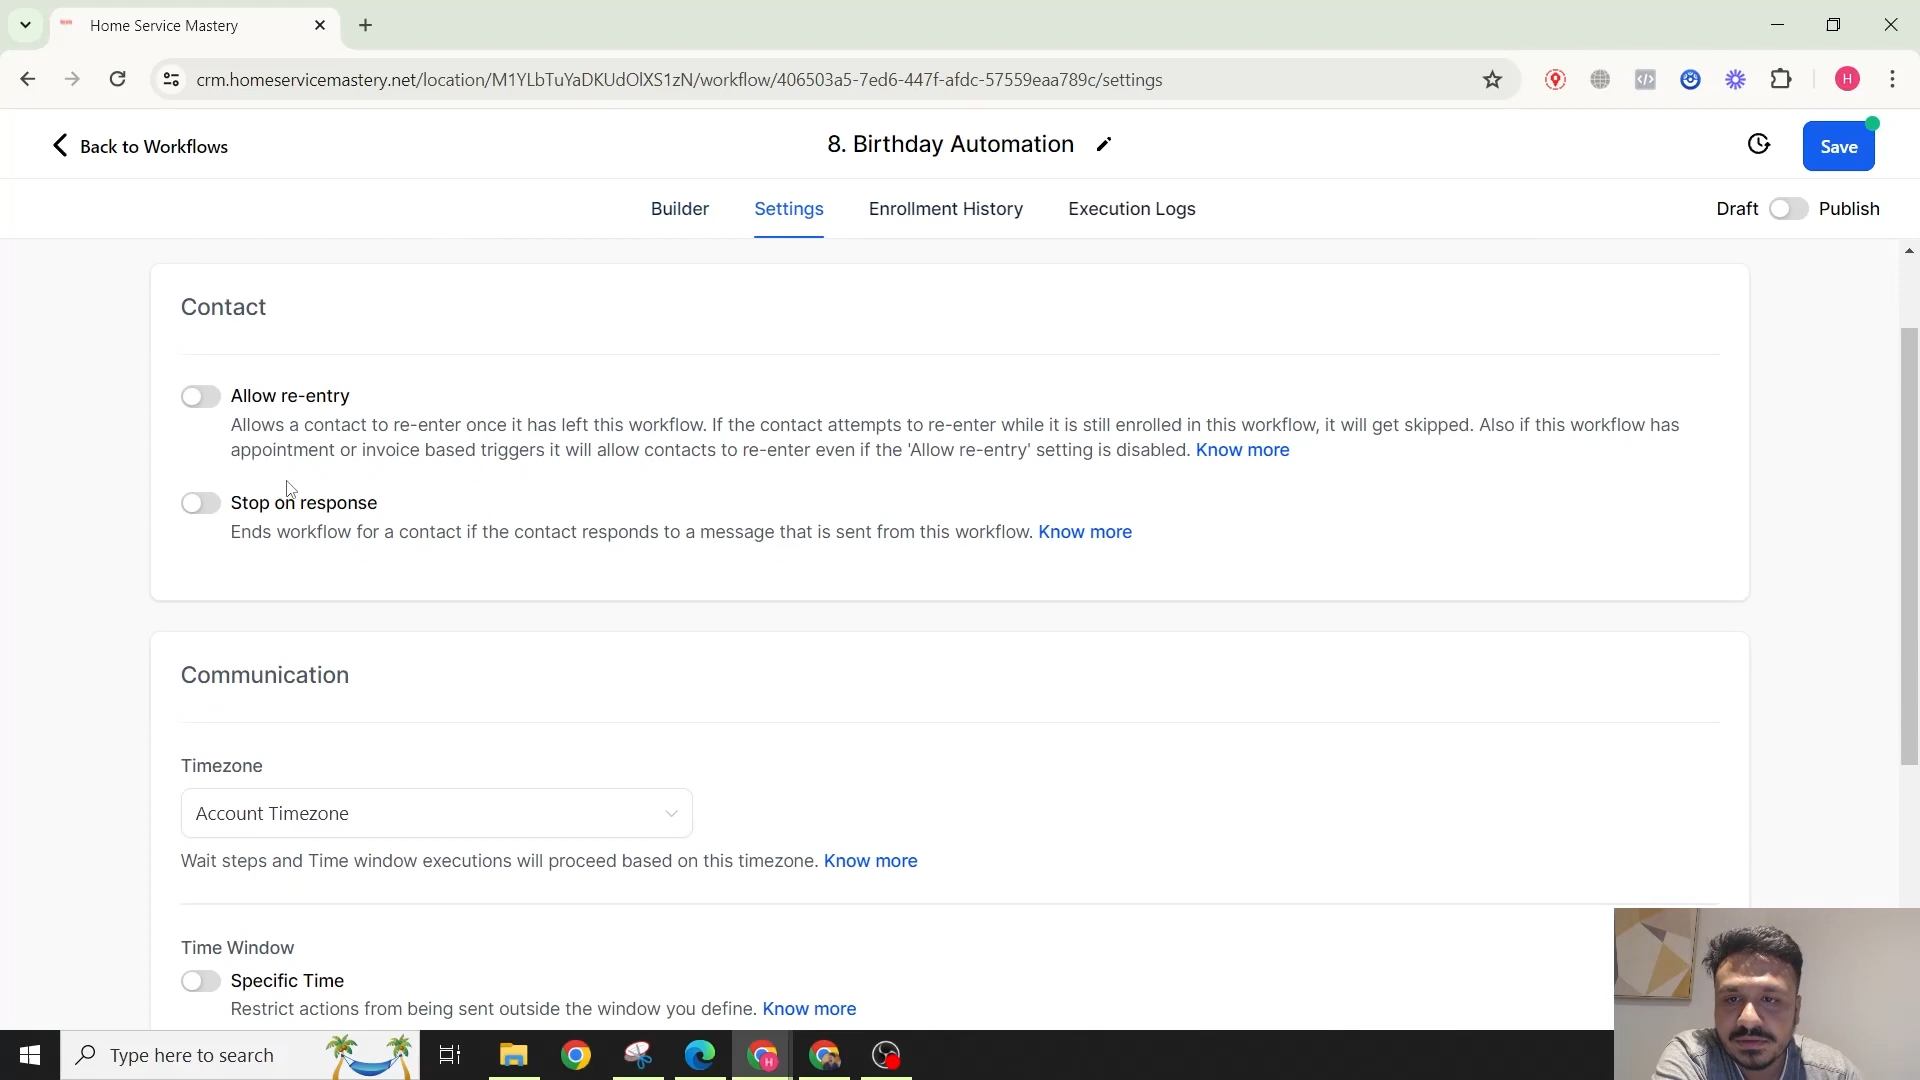 Home Service Mastery
crm.homeservicemastery.net/location/M1YLbTuYaDKUdOlXS1zN/workflow/406503a5-7ed6-447f-afdc-57559eaa789c/settings
H
Back to Workflows
8. Birthday Automation
Save
Builder
Settings
Enrollment History
Execution Logs
Draft
Publish
Contact
Allow re-entry
Allows a contact to re-enter once it has left this workflow. If the contact attempts to re-enter while it is still enrolled in this workflow, it will get skipped. Also if this workflow has
appointment or invoice based triggers it will allow contacts to re-enter even if the 'Allow re-entry' setting is disabled. Know more
Stop on response
Ends workflow for a contact if the contact responds to a message that is sent from this workflow. Know more
Communication
Timezone
Account Timezone
Wait steps and Time window executions will proceed based on this timezone. Know more
Time Window
Specific Time
Restrict actions from being sent outside the window you define. Know more
Type here to search
H